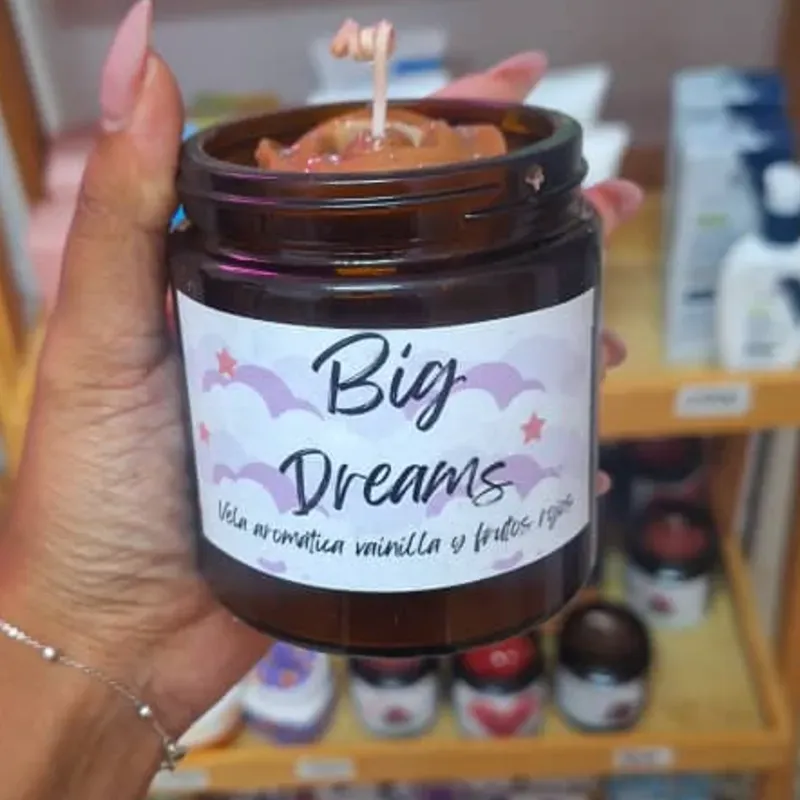 Big
Dreams
Vela aromática vainilla y frutos rojos